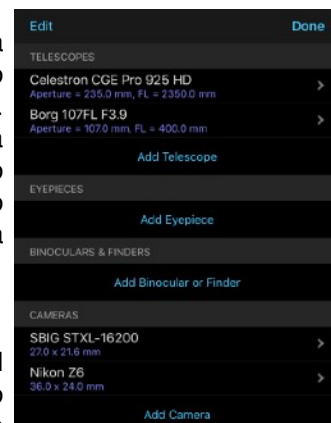 Edit
Done
TELESCOPES
Celestron CGE Pro 925 HD
Aperture = 235.0 mm, FL = 2350.0 mm
Borg 107FL F3.9
Aperture = 107.0 mm, FL = 400.0 mm
Add Telescope
EYEPIECES
Add Eyepiece
BINOCULARS & FINDERS
Add Binocular or Finder
CAMERAS
SBIG STXL-16200
27.0 x 21.6 mm
Nikon Z6
36.0 x 24.0 mm
Add Camera